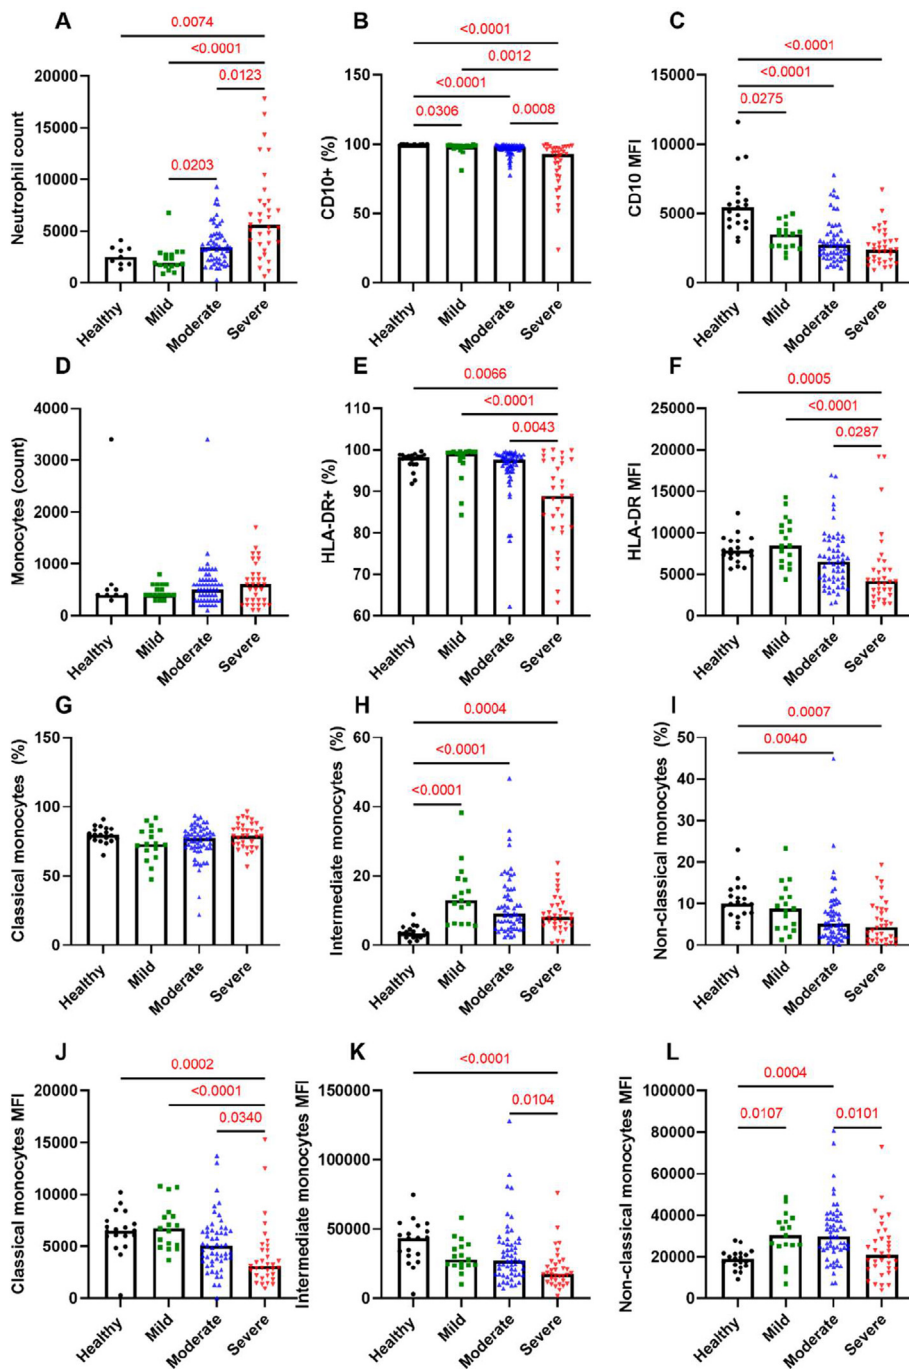 A
B
C
0.0074
<0.0001
0.0123
0.0203
Neutrophil count
20000
15000
10000
5000
0
Healthy
Mild
Moderate
Severe
<0.0001
0.0012
<0.0001
0.0306
0.0008
CD10+ (%)
150
100
50
0
Healthy
Mild
Moderate
Severe
<0.0001
<0.0001
0.0275
CD10 MFI
15000
10000
5000
0
Healthy
Mild
Moderate
Severe
D
E
F
Monocytes (count)
4000
3000
2000
1000
0
Healthy
Mild
Moderate
Severe
0.0066
<0.0001
0.0043
HLA-DR+ (%)
110
100
90
80
70
60
Healthy
Mild
Moderate
Severe
0.0005
<0.0001
0.0287
HLA-DR MFI
25000
20000
15000
10000
5000
0
Healthy
Mild
Moderate
Severe
G
H
I
Classical monocytes (%)
150
100
50
0
Healthy
Mild
Moderate
Severe
0.0004
<0.0001
<0.0001
Intermediate monocytes (%)
60
40
20
0
Healthy
Mild
Moderate
Severe
0.0007
0.0040
Non-classical monocytes (%)
50
40
30
20
10
0
Healthy
Mild
Moderate
Severe
J
K
L
0.0002
<0.0001
0.0340
Classical monocytes MFI
20000
15000
10000
5000
0
Healthy
Mild
Moderate
Severe
<0.0001
0.0104
Intermediate monocytes MFI
150000
100000
50000
0
Healthy
Mild
Moderate
Severe
0.0004
0.0107
0.0101
Non-classical monocytes MFI
100000
80000
60000
40000
20000
0
Healthy
Mild
Moderate
Severe